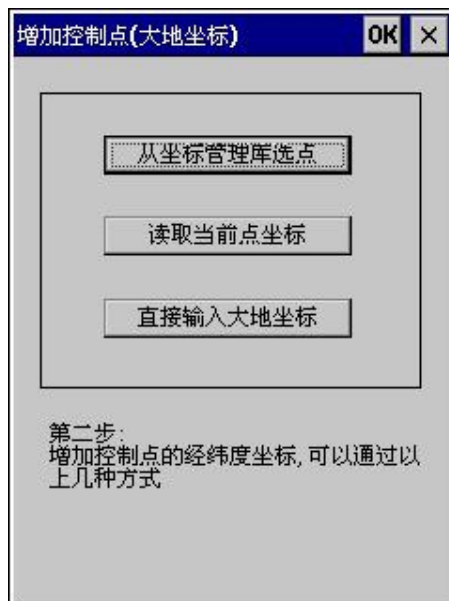 增加控制点(大地坐标) OK ×
从坐标管理库选点
读取当前点坐标
直接输入大地坐标
第二步:
增加控制点的经纬度坐标,可以通过以
上几种方式